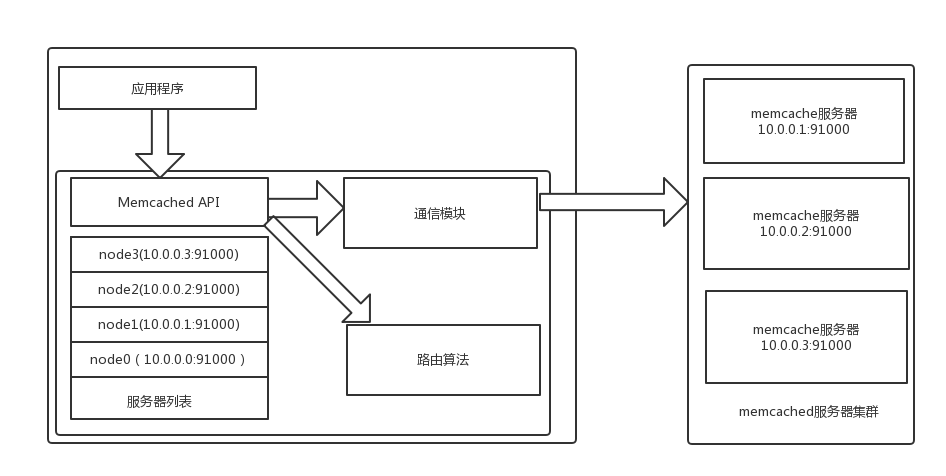 应用程序
Memcached API
node3(10.0.0.3:91000)
node2(10.0.0.2:91000)
node1(10.0.0.1:91000)
node0（10.0.0.0:91000）
服务器列表
通信模块
路由算法
memcache服务器
10.0.0.1:91000
memcache服务器
10.0.0.2:91000
memcache服务器
10.0.0.3:91000
memcached服务器集群